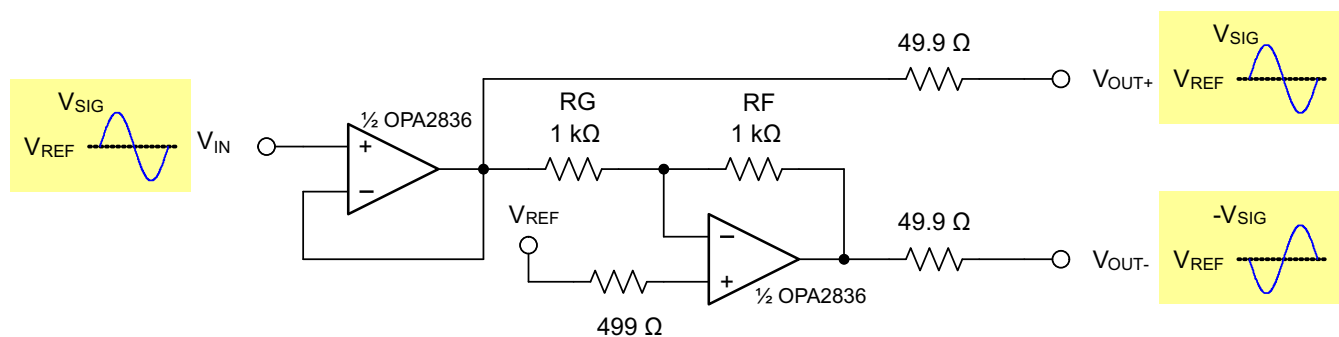 VSIG
VREF
VIN
+
−
½ OPA2836
RG
1 kΩ
RF
1 kΩ
VREF
499 Ω
−
+
½ OPA2836
49.9 Ω
VOUT+
VSIG
VREF
49.9 Ω
VOUT-
-VSIG
VREF